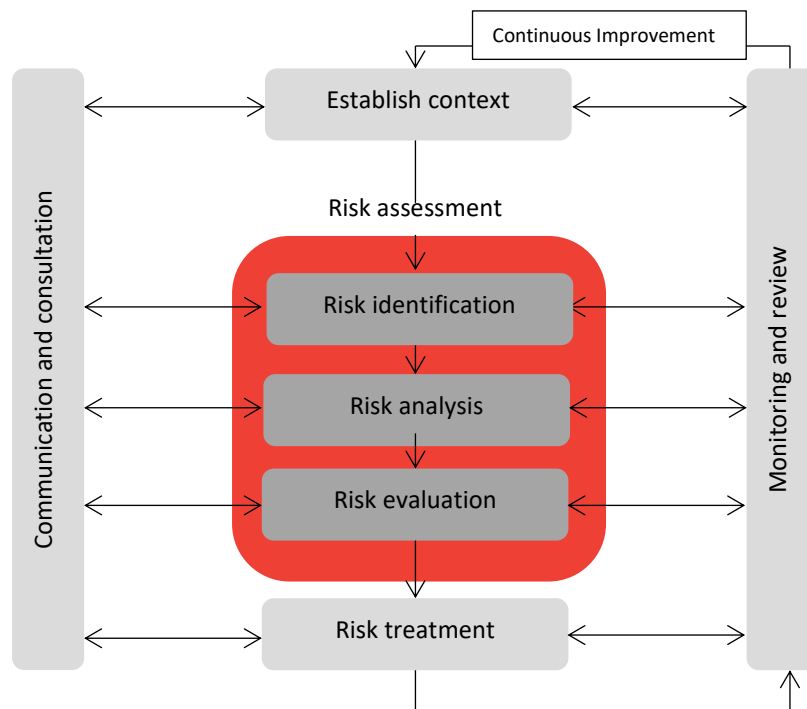 Continuous Improvement
Establish context
Risk assessment
Risk identification
Risk analysis
Risk evaluation
Risk treatment
Communication and consultation
Monitoring and review